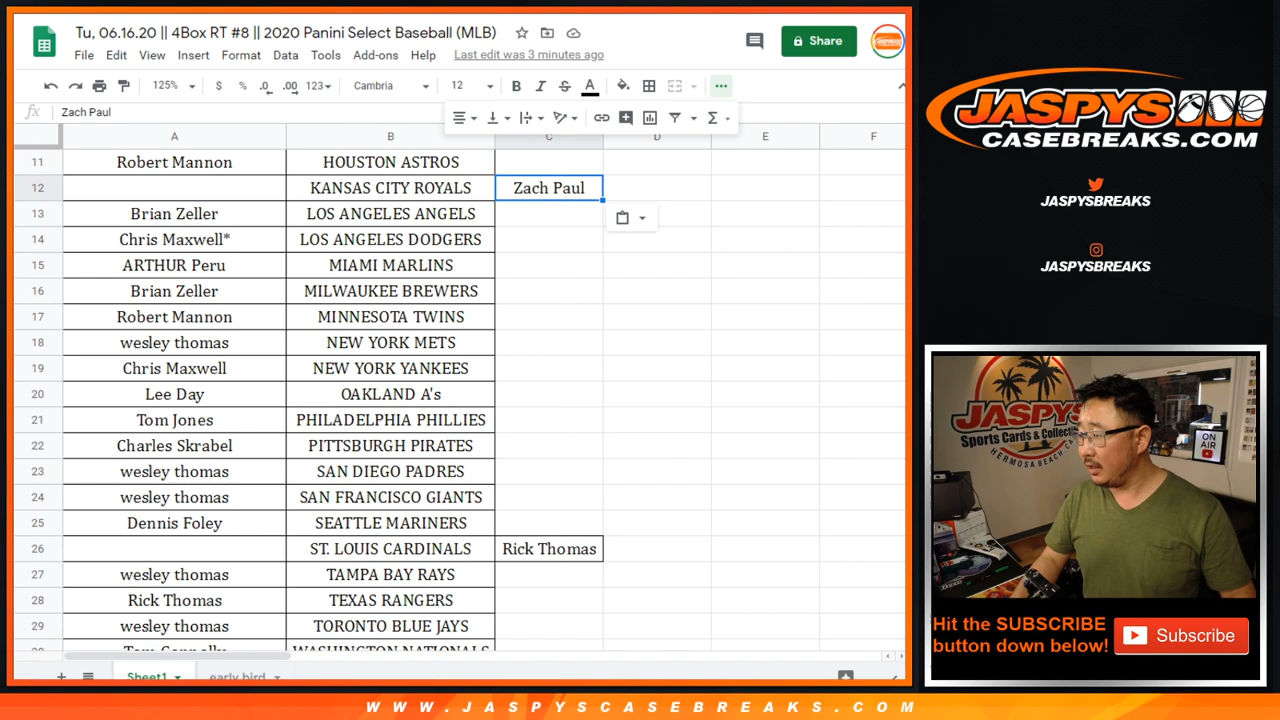 Tu, 06.16.20 || 4Box RT #8 || 2020 Panini Select Baseball (MLB)
File Edit View Insert Format Data Tools Add-ons Help Last edit was 3 minutes ago
Share
125% $ % .0 .00 123 Cambria 12 B I S A
fx Zach Paul
A B C D E F
11 Robert Mannon HOUSTON ASTROS
12 KANSAS CITY ROYALS Zach Paul
13 Brian Zeller LOS ANGELES ANGELS
14 Chris Maxwell* LOS ANGELES DODGERS
15 ARTHUR Peru MIAMI MARLINS
16 Brian Zeller MILWAUKEE BREWERS
17 Robert Mannon MINNESOTA TWINS
18 wesley thomas NEW YORK METS
19 Chris Maxwell NEW YORK YANKEES
20 Lee Day OAKLAND A's
21 Tom Jones PHILADELPHIA PHILLIES
22 Charles Skrabel PITTSBURGH PIRATES
23 wesley thomas SAN DIEGO PADRES
24 wesley thomas SAN FRANCISCO GIANTS
25 Dennis Foley SEATTLE MARINERS
26 ST. LOUIS CARDINALS Rick Thomas
27 wesley thomas TAMPA BAY RAYS
28 Rick Thomas TEXAS RANGERS
29 wesley thomas TORONTO BLUE JAYS
Tom Connolly WASHINGTON NATIONALS
Sheet1 early bird
JASPYS
CASEBREAKS.COM
JASPYSBREAKS
JASPYSBREAKS
JASPYS
Sports Cards & Collectibles
HERMOSA BEACH
ON AIR
Hit the SUBSCRIBE
button down below!
Subscribe
WWW.JASPYSCASEBREAKS.COM